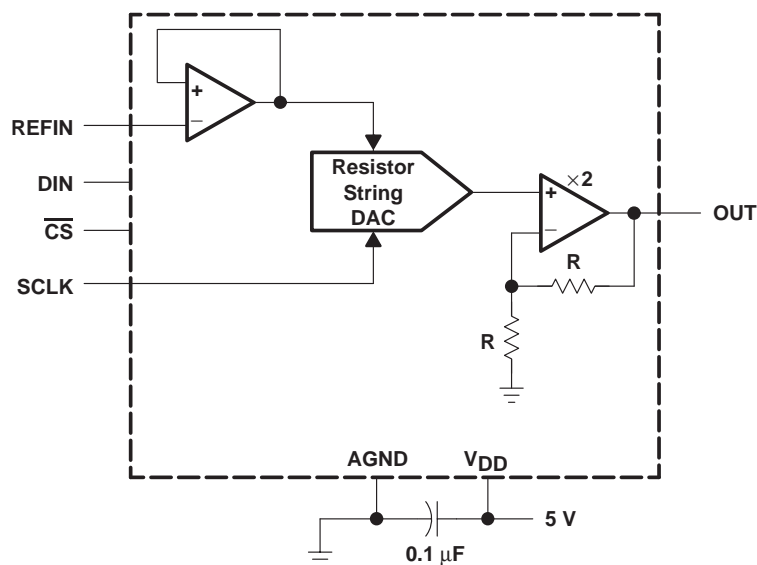 +
−
REFIN
DIN
CS
SCLK
Resistor
String
DAC
×2
+
−
OUT
R
R
AGND
VDD
5 V
0.1 μF